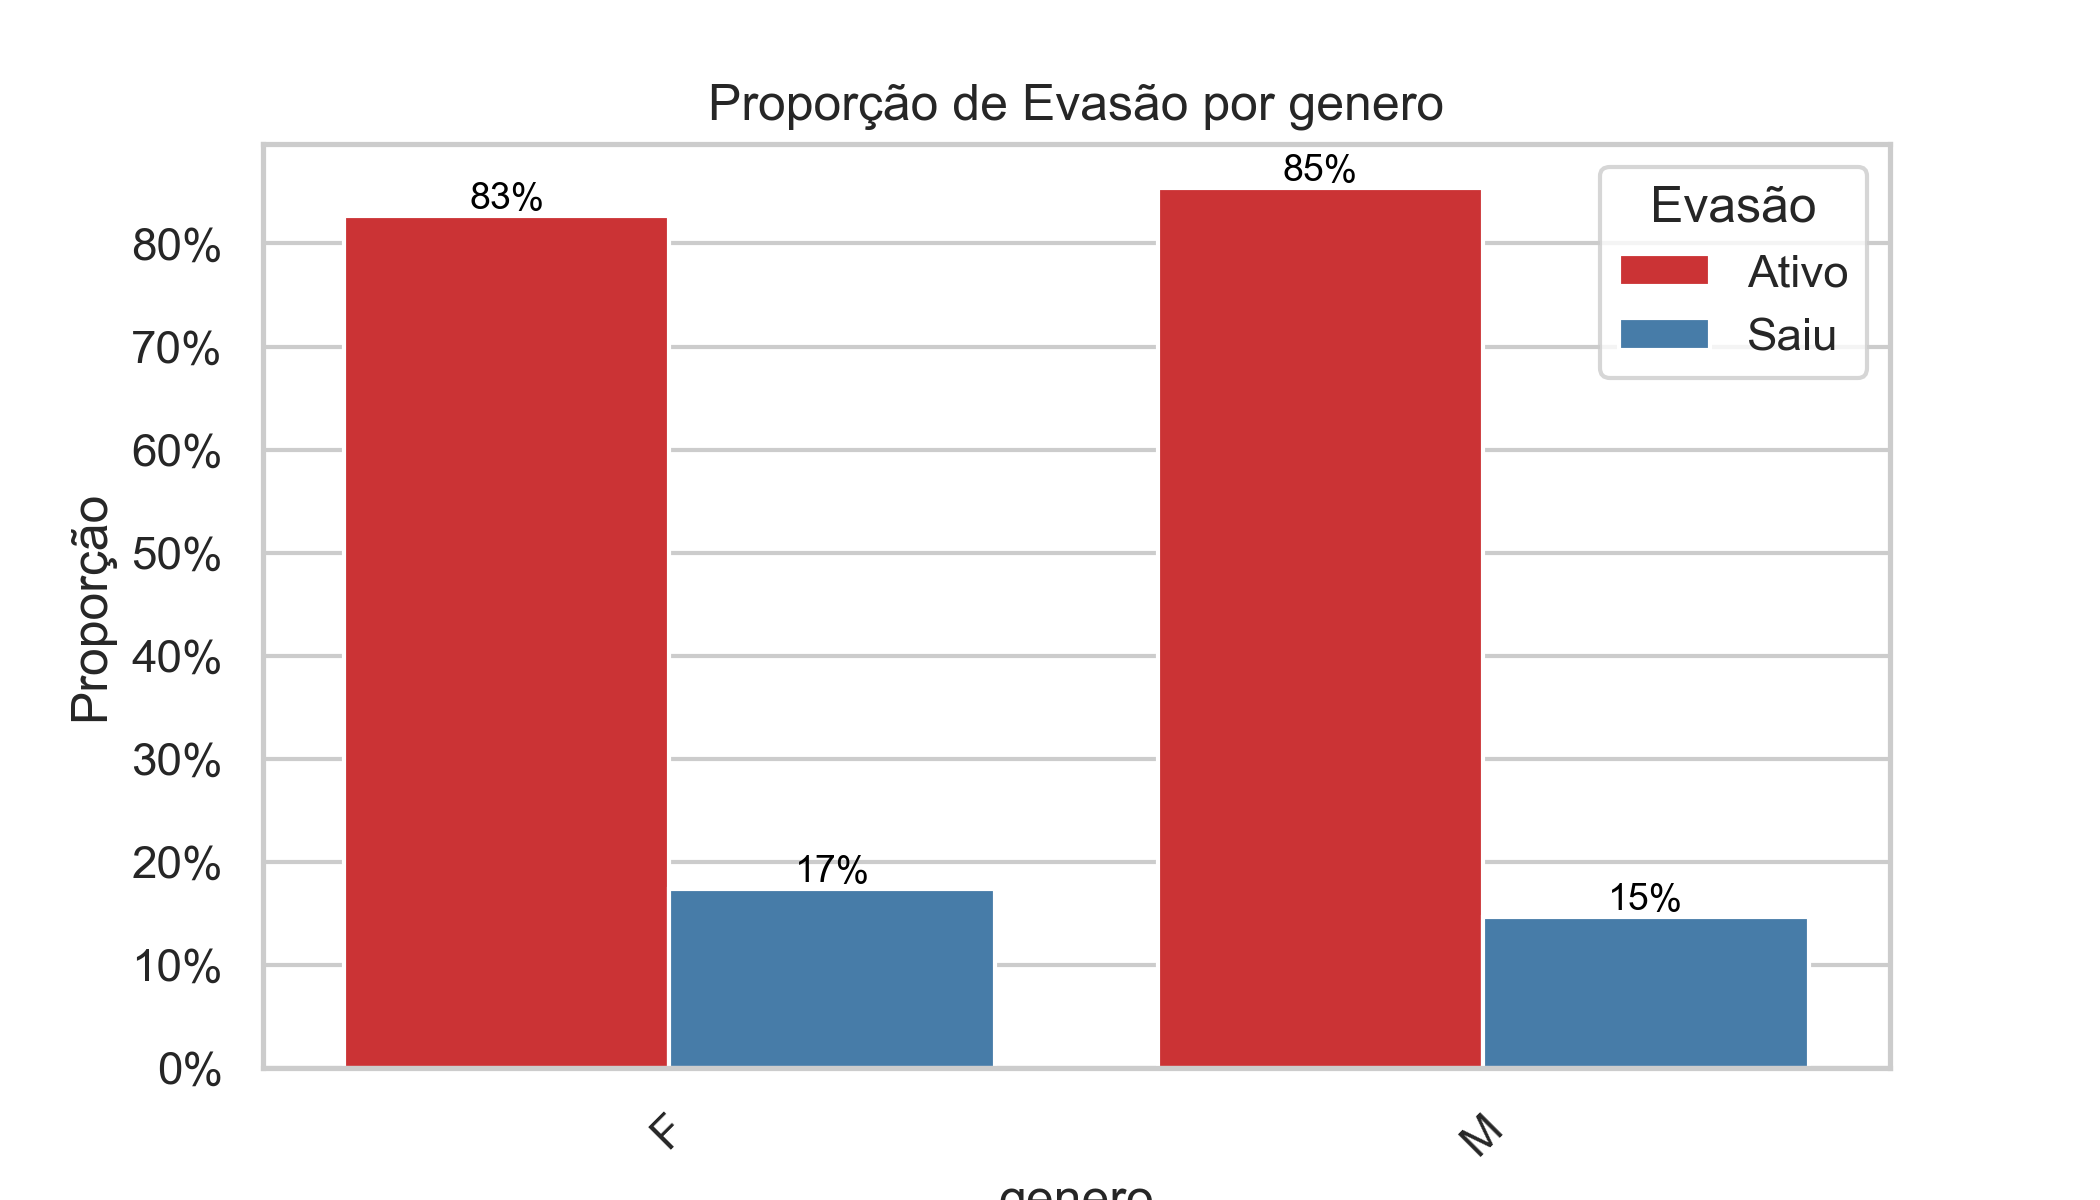 Proporção de Evasão por genero
85%
83%
Evasão
Ativo
Saiu
80%
70%
60%
50%
40%
30%
20%
10%
0%
Proporção
17%
15%
F
M
genero